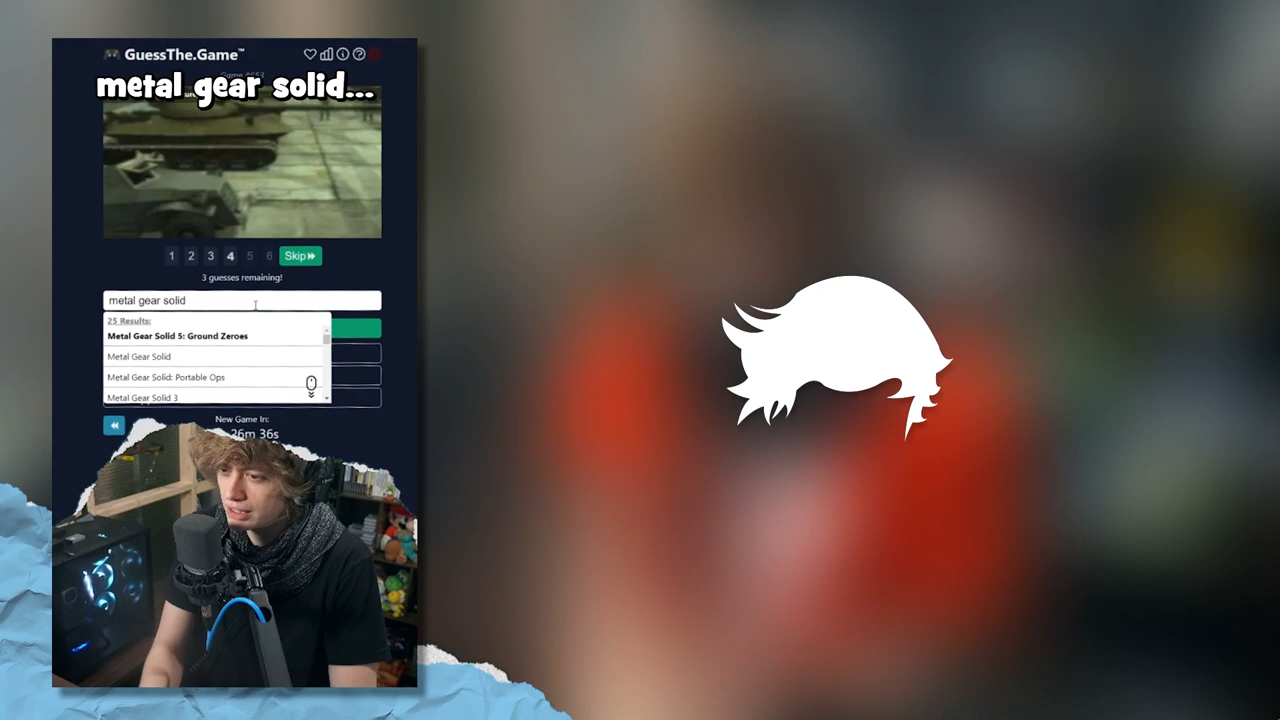 GuessThe.Game™
metal gear solid...
1 2 3 4 5 6 Skip
3 guesses remaining!
metal gear solid
25 Results:
Metal Gear Solid 5: Ground Zeroes
Metal Gear Solid
Metal Gear Solid: Portable Ops
Metal Gear Solid 3
New Game In:
26m 36s